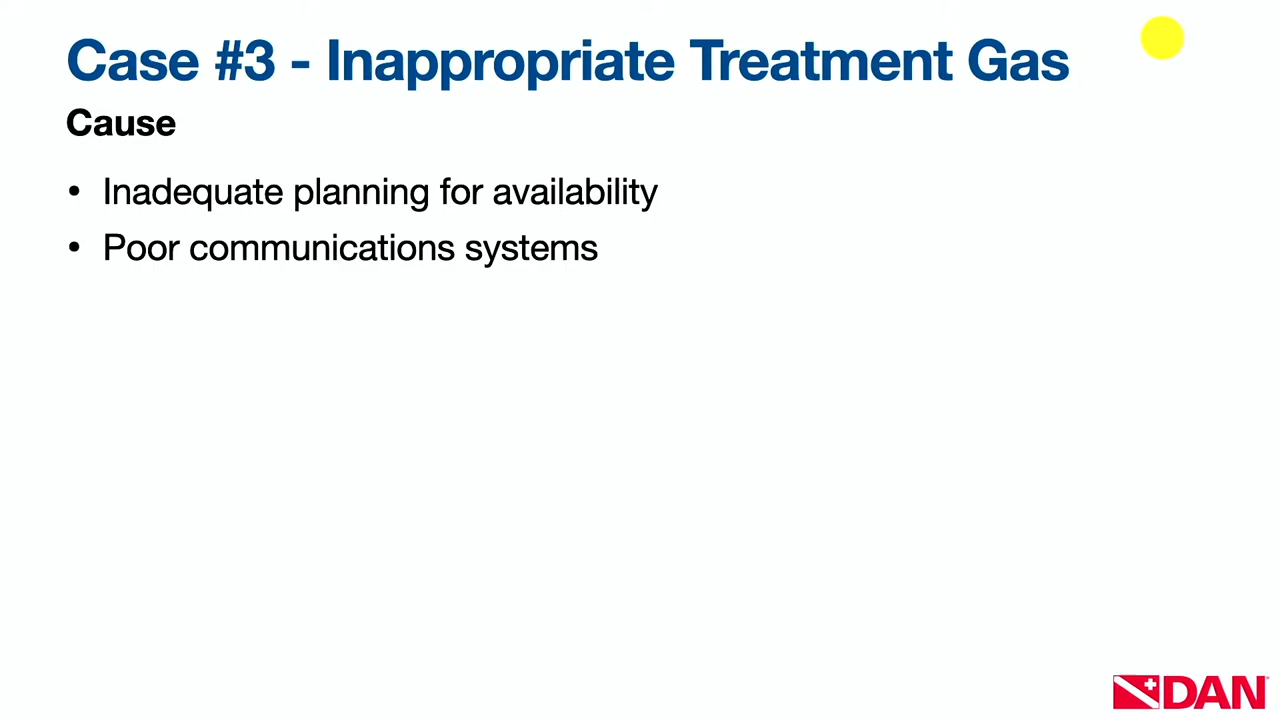 Case #3 - Inappropriate Treatment Gas
Cause
• Inadequate planning for availability
• Poor communications systems
DAN